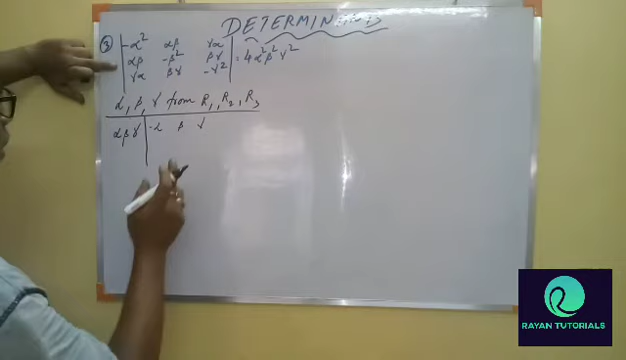 DETERMINANTS
③ | -α² αβ γα |
| αβ -β² βγ | = 4α²β²γ²
| γα βγ -γ² |
α, β, γ from R₁, R₂, R₃
αβγ | -α β γ
RAYAN TUTORIALS